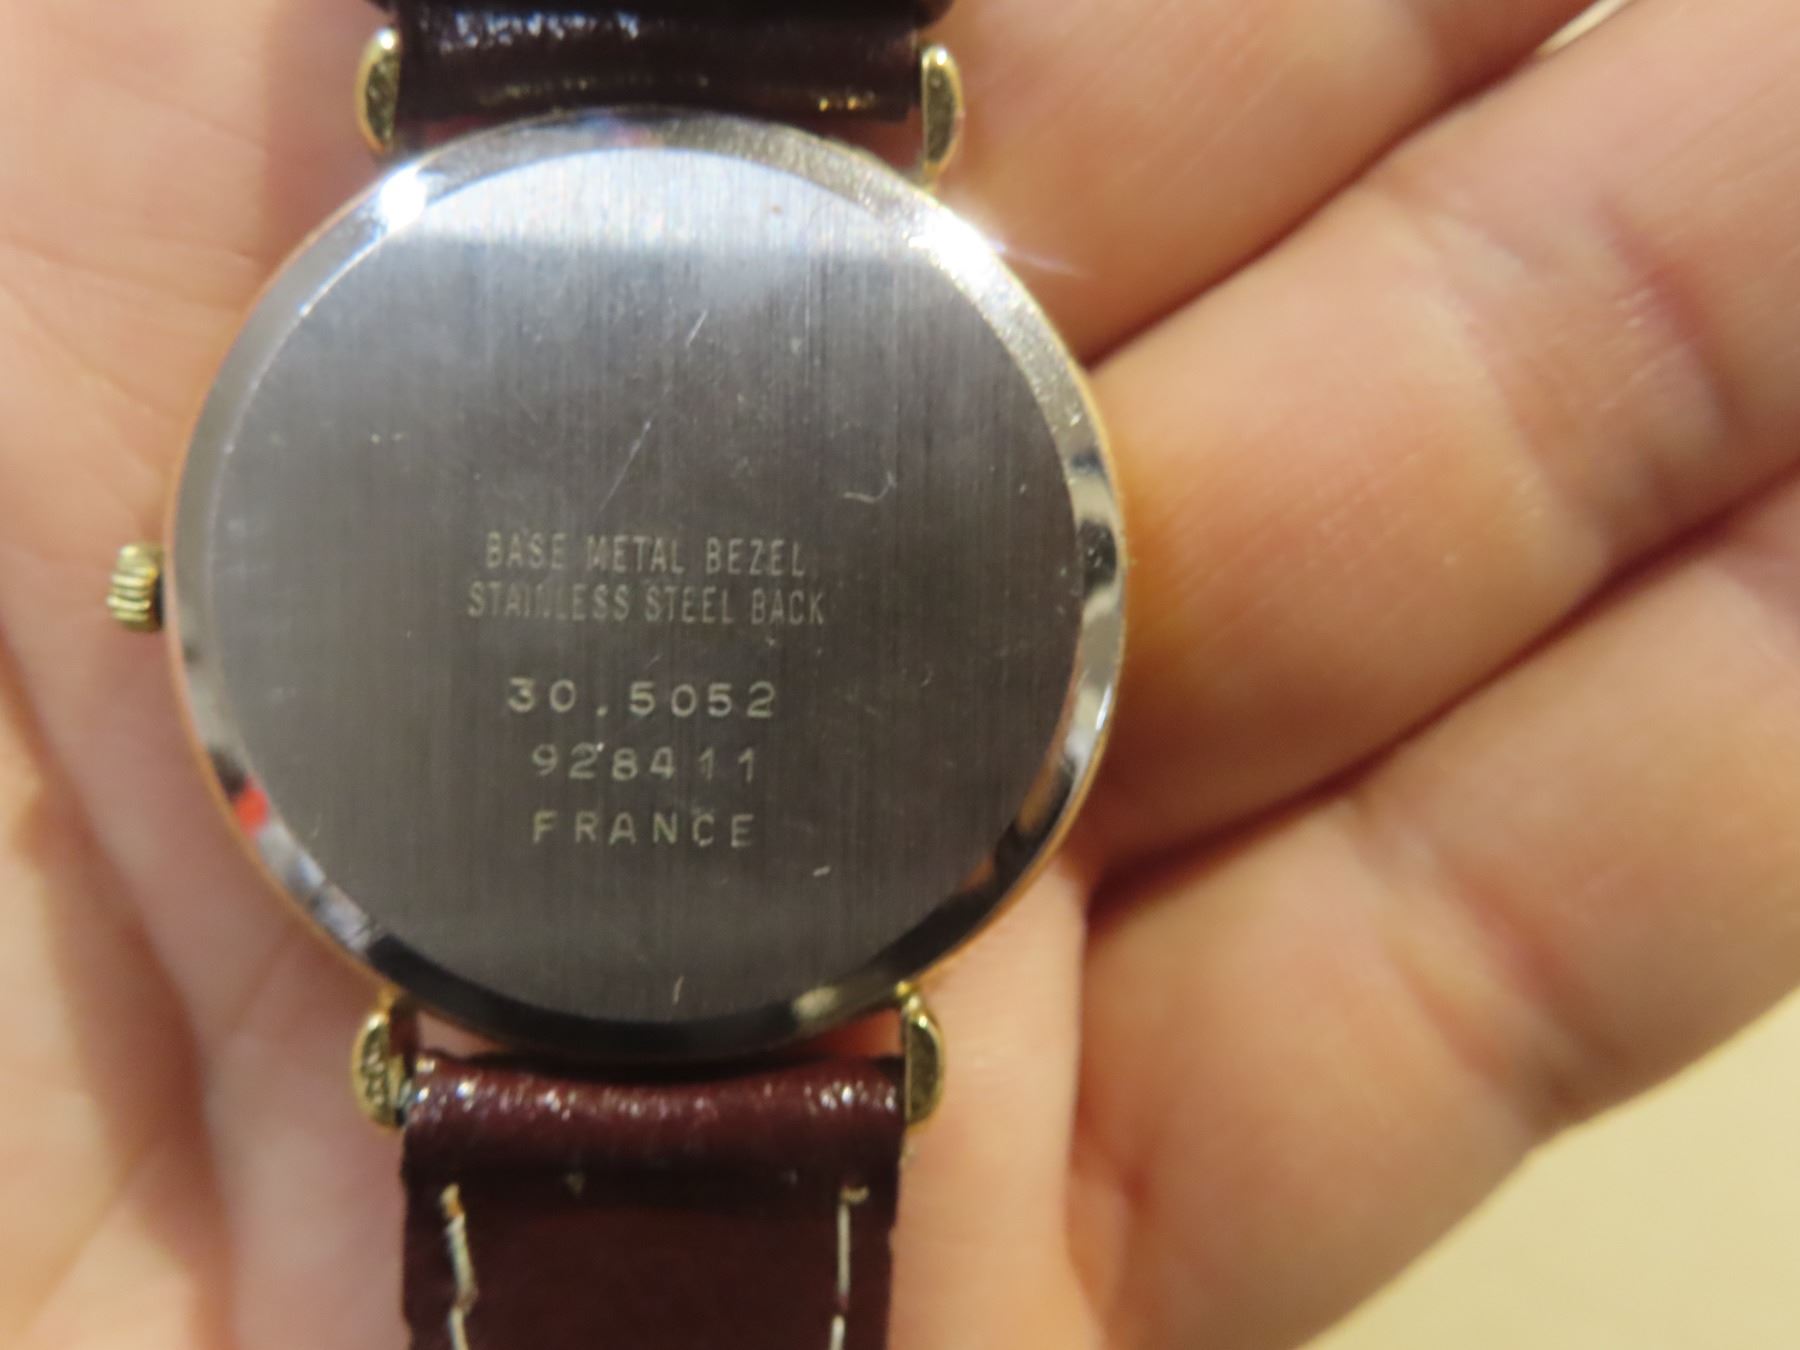 BASE METAL BEZEL
STAINLESS STEEL BACK
30.5052
928411
FRANCE